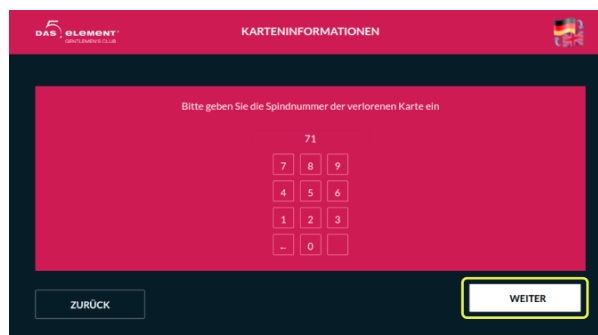 DAS 5. ELEMENT
GENTLEMEN'S CLUB
KARTENINFORMATIONEN
Bitte geben Sie die Spindnummer der verlorenen Karte ein
71
7 8 9
4 5 6
1 2 3
← 0
ZURÜCK
WEITER